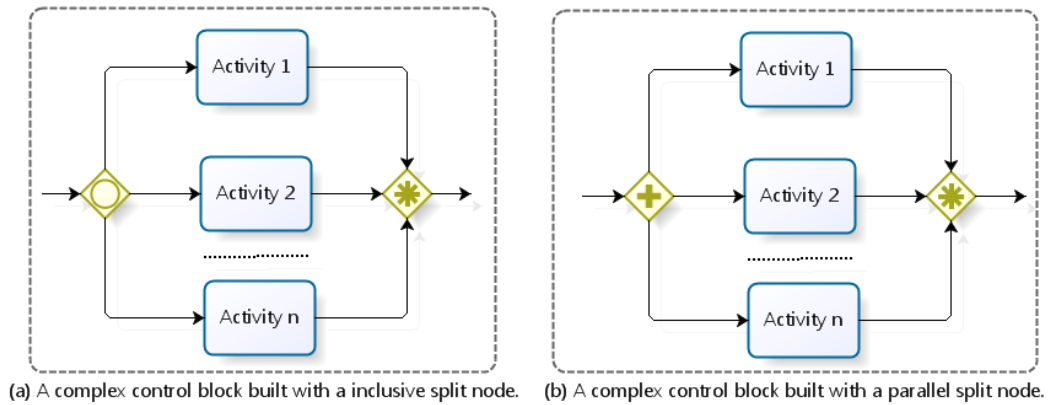 Activity 1
Activity 2
Activity n
(a) A complex control block built with a inclusive split node.
Activity 1
Activity 2
Activity n
(b) A complex control block built with a parallel split node.